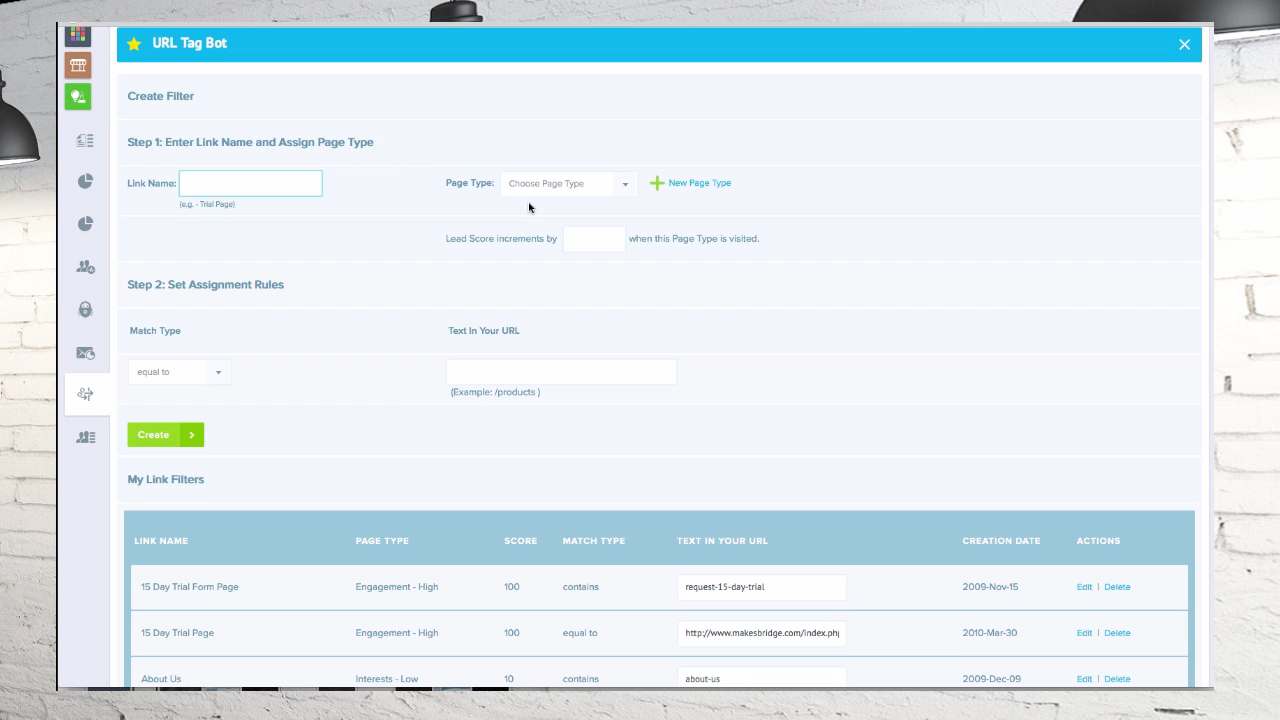 URL Tag Bot
Create Filter
Step 1: Enter Link Name and Assign Page Type
Link Name:
Page Type: Choose Page Type New Page Type
(e.g. - Trial Page)
Lead Score increments by when this Page Type is visited.
Step 2: Set Assignment Rules
Match Type Text In Your URL
equal to
(Example: /products )
Create
My Link Filters
LINK NAME PAGE TYPE SCORE MATCH TYPE TEXT IN YOUR URL CREATION DATE ACTIONS
15 Day Trial Form Page Engagement - High 100 contains request-15-day-trial 2009-Nov-15 Edit | Delete
15 Day Trial Page Engagement - High 100 equal to http://www.makesbridge.com/index.php 2010-Mar-30 Edit | Delete
About Us Interests - Low 10 contains about-us 2009-Dec-09 Edit | Delete